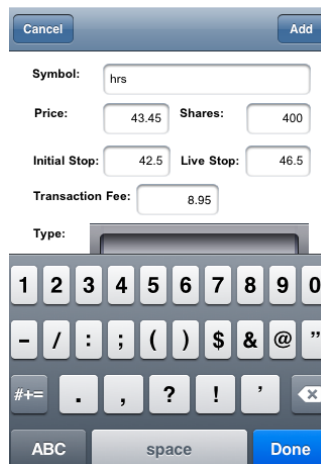 Cancel Add
Symbol: hrs
Price: 43.45 Shares: 400
Initial Stop: 42.5 Live Stop: 46.5
Transaction Fee: 8.95
Type:
1 2 3 4 5 6 7 8 9 0
- / : ; ( ) $ & @ ”
#+= . , ? ! ’
ABC space Done